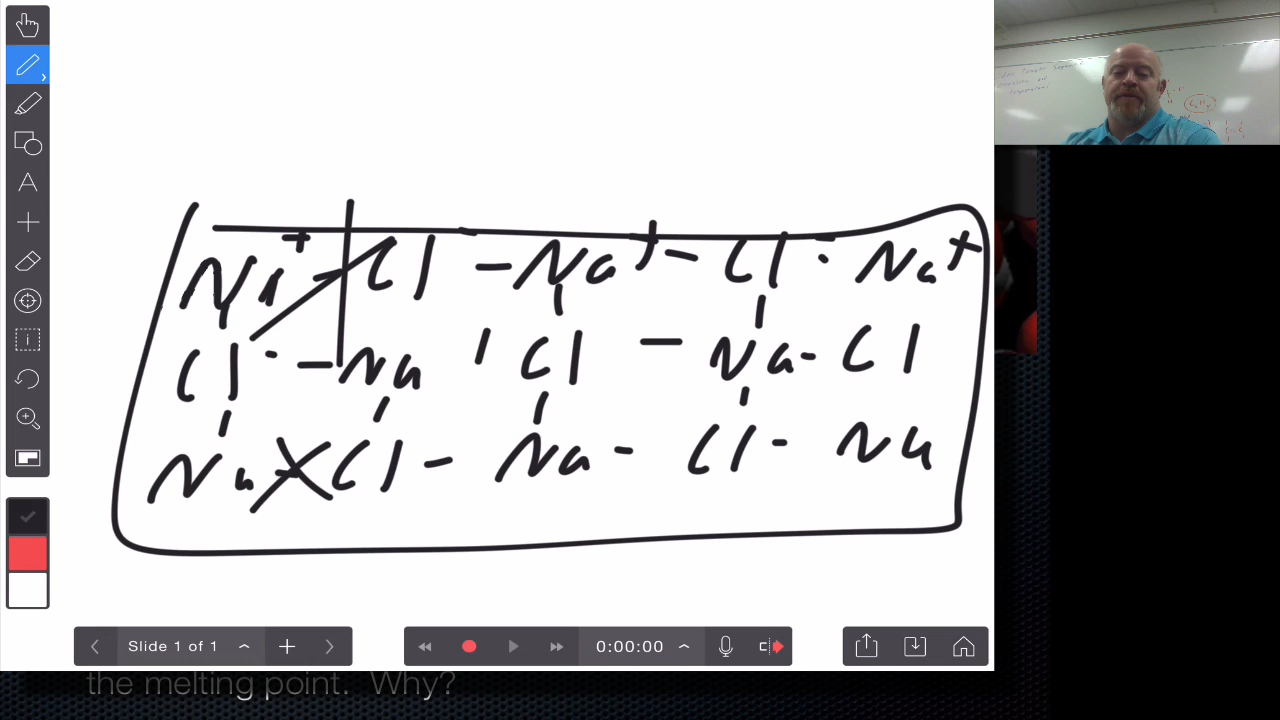 Na⁺ - Cl - Na⁺ - Cl - Na⁺
Cl - Na Cl - Na - Cl
Na Cl - Na - Cl - Na
Slide 1 of 1
0:00:00
the melting point. Why?